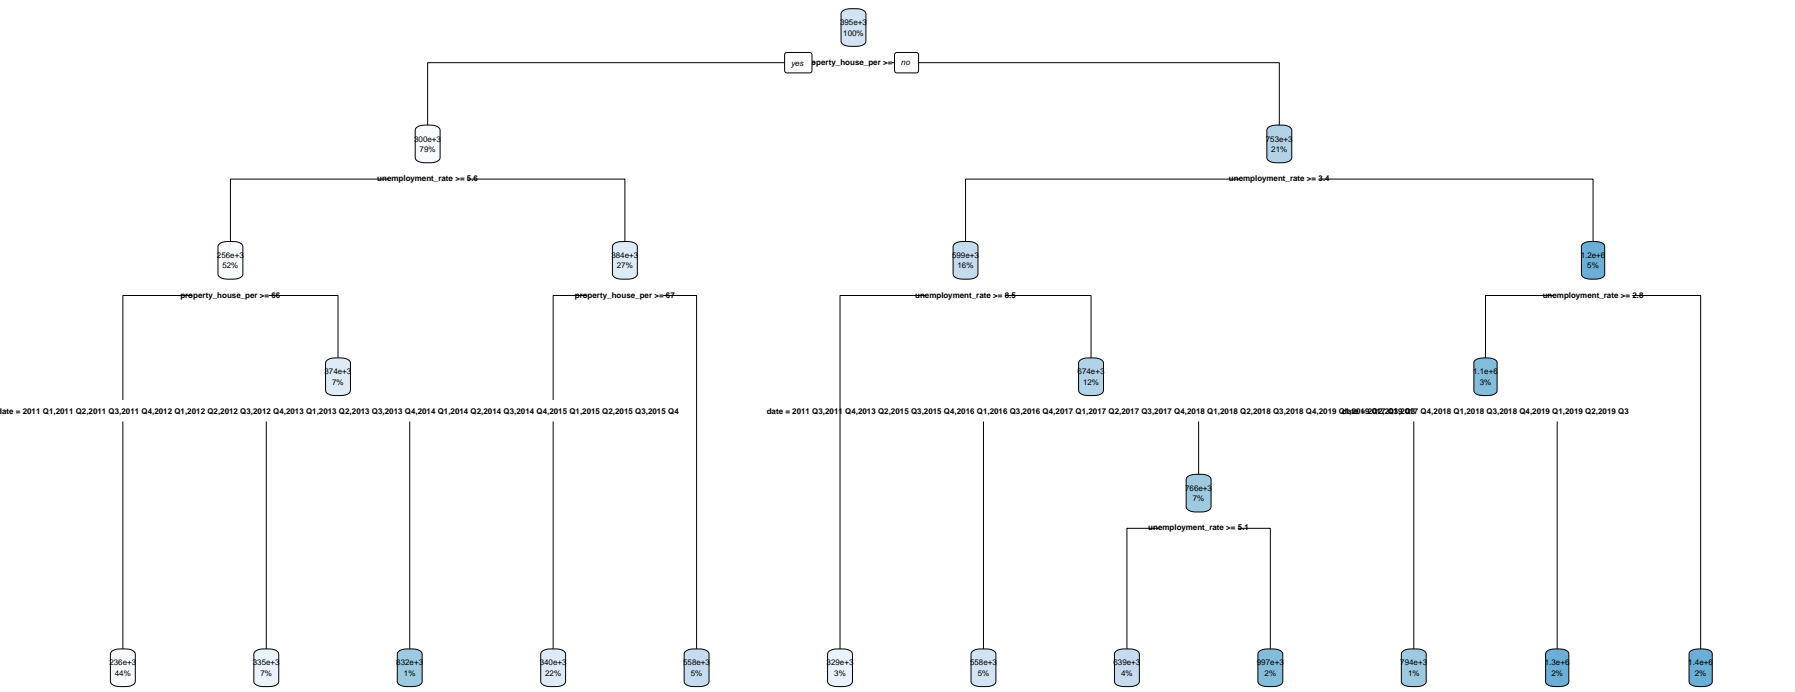 395e+3
100%
yes
operty_house_per >=
no
300e+3
79%
753e+3
21%
unemployment_rate >= 5.6
unemployment_rate >= 3.4
256e+3
52%
384e+3
27%
599e+3
16%
1.2e+6
5%
property_house_per >= 66
property_house_per >= 67
unemployment_rate >= 8.5
unemployment_rate >= 2.8
374e+3
7%
674e+3
12%
1.1e+6
3%
date = 2011 Q1,2011 Q2,2011 Q3,2011 Q4,2012 Q1,2012 Q2,2012 Q3,2012 Q4,2013 Q1,2013 Q2,2013 Q3,2013 Q4,2014 Q1,2014 Q2,2014 Q3,2014 Q4,2015 Q1,2015 Q2,2015 Q3,2015 Q4
date = 2011 Q3,2011 Q4,2013 Q2,2015 Q3,2015 Q4,2016 Q1,2016 Q3,2016 Q4,2017 Q1,2017 Q2,2017 Q3,2017 Q4,2018 Q1,2018 Q2,2018 Q3,2018 Q4,2019
Q4,2018 Q1,2018 Q3,2018 Q4,2019 Q1,2019 Q2,2019 Q3
766e+3
7%
unemployment_rate >= 5.1
236e+3
44%
335e+3
7%
832e+3
1%
340e+3
22%
558e+3
5%
329e+3
3%
558e+3
5%
639e+3
4%
997e+3
2%
794e+3
1%
1.3e+6
2%
1.4e+6
2%